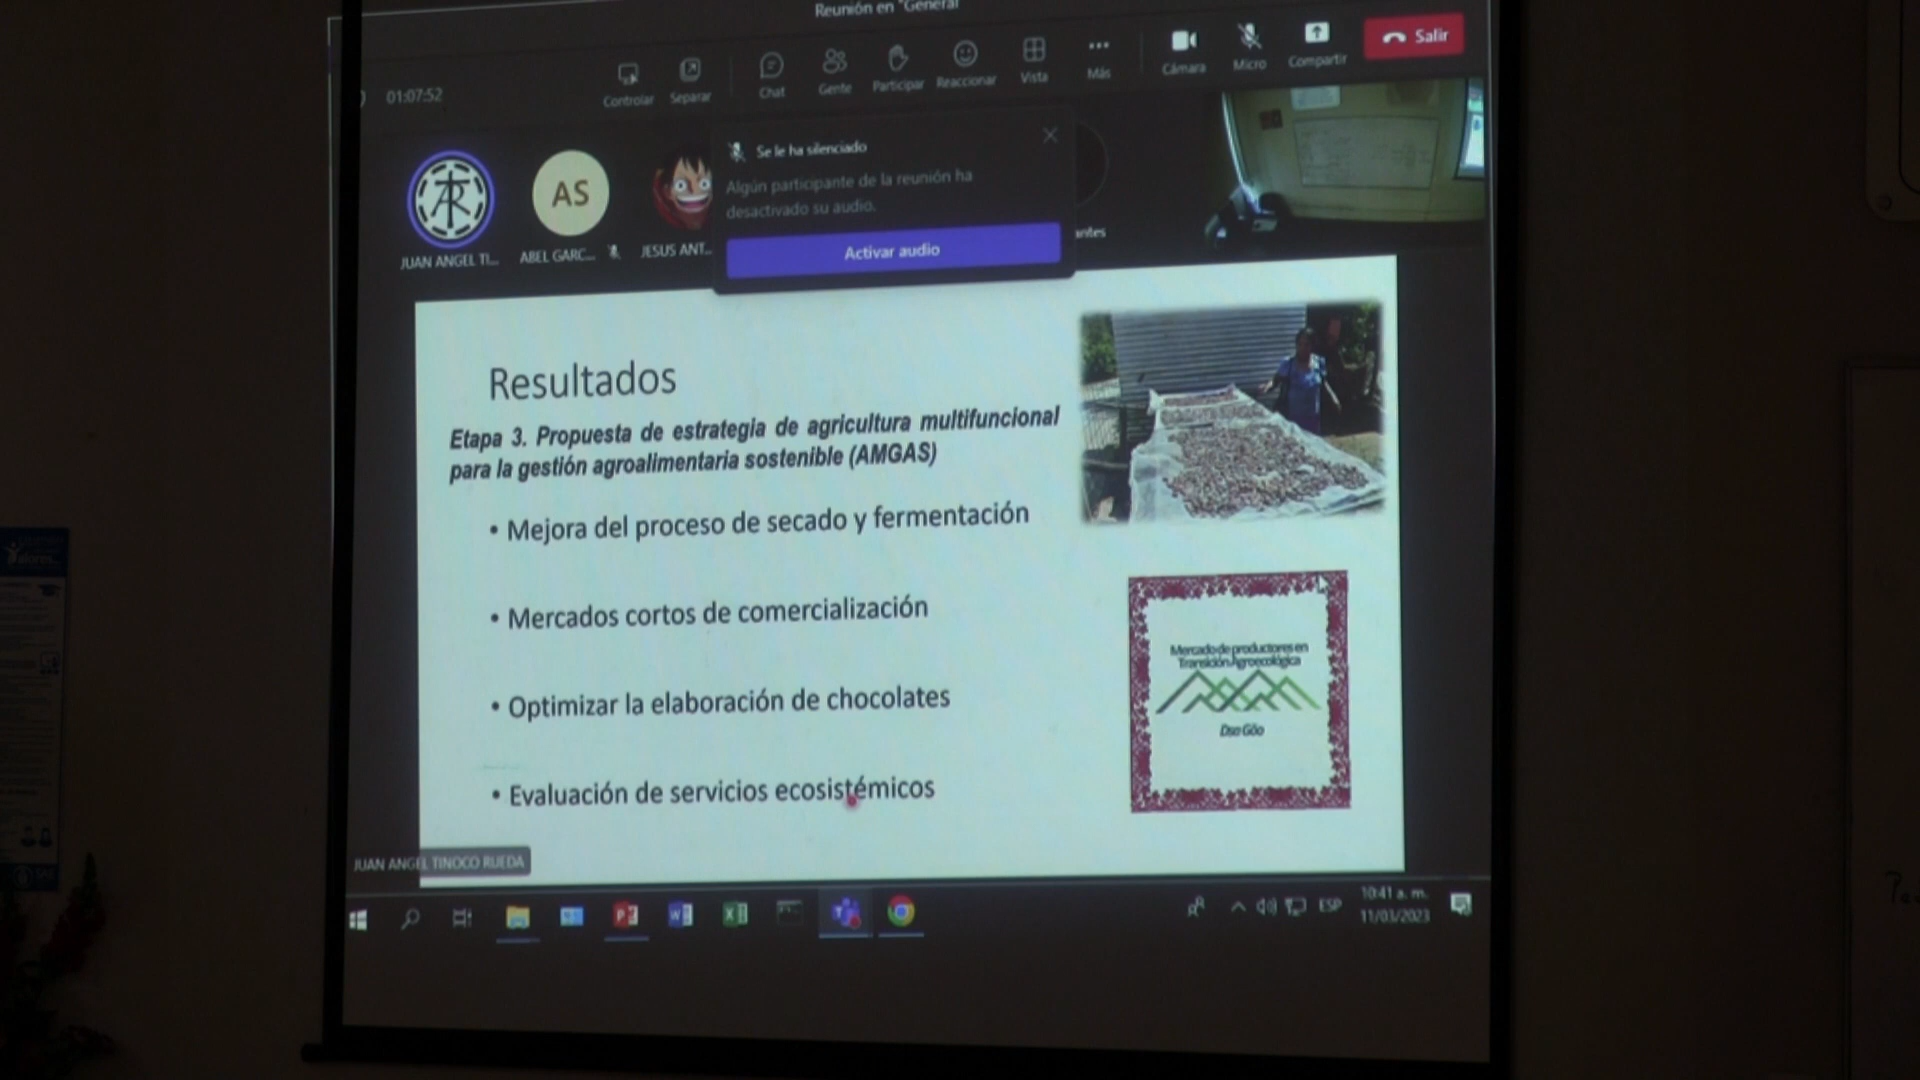 Reunión en "General
01:07:52
Controlar
Separar
Chat
Gente
Participar
Reaccionar
Vista
Más
Cámara
Micro
Compartir
Salir
Se le ha silenciado
Algún participante de la reunión ha
desactivado su audio.
Activar audio
AS
JUAN ANGEL TI...
ABEL GARC...
JESUS ANT...
antes
Resultados
Etapa 3. Propuesta de estrategia de agricultura multifuncional
para la gestión agroalimentaria sostenible (AMGAS)
• Mejora del proceso de secado y fermentación
• Mercados cortos de comercialización
• Optimizar la elaboración de chocolates
• Evaluación de servicios ecosistémicos
Mercado de productores en
Transición Agroecológica
Dsa Göo
JUAN ANGEL TINOCO RUEDA
ESP
10:41 a. m.
11/03/2023